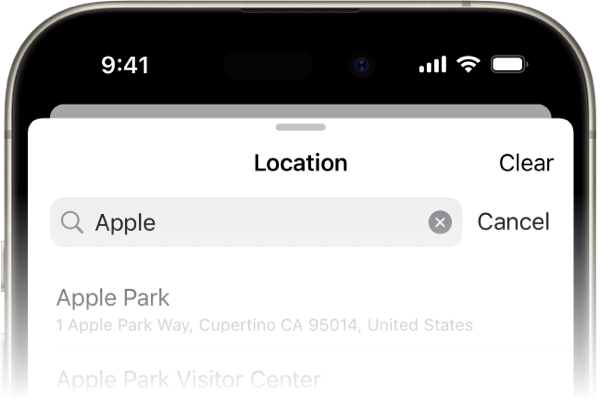 9:41
Location
Clear
Apple
Cancel
Apple Park
1 Apple Park Way, Cupertino CA 95014, United States
Apple Park Visitor Center